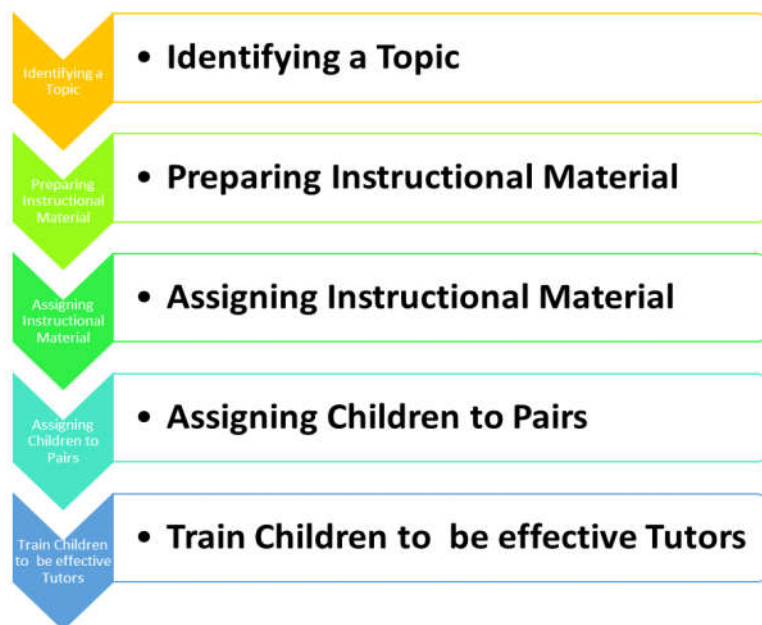 Identifying a
Topic
• Identifying a Topic
Preparing
Instructional
Material
• Preparing Instructional Material
Assigning
Instructional
Material
• Assigning Instructional Material
Assigning
Children to
Pairs
• Assigning Children to Pairs
Train Children
to be effective
Tutors
• Train Children to  be effective Tutors